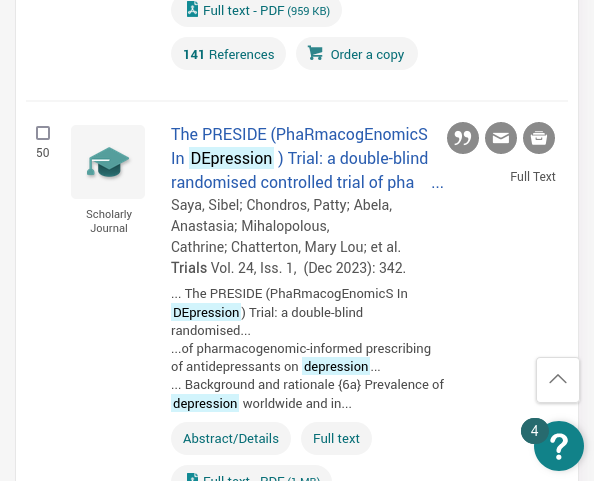 Full text - PDF (959 KB)
141 References
Order a copy
50
Scholarly
Journal
The PRESIDE (PhaRmacogEnomicS
In DEpression ) Trial: a double-blind
randomised controlled trial of pha ...
Full Text
Saya, Sibel; Chondros, Patty; Abela,
Anastasia; Mihalopolous,
Cathrine; Chatterton, Mary Lou; et al.
Trials Vol. 24, Iss. 1, (Dec 2023): 342.
... The PRESIDE (PhaRmacogEnomicS In
DEpression ) Trial: a double-blind
randomised...
...of pharmacogenomic-informed prescribing
of antidepressants on depression ...
... Background and rationale {6a} Prevalence of
depression worldwide and in...
Abstract/Details
Full text
Full text - PDF (1 MB)
4
?